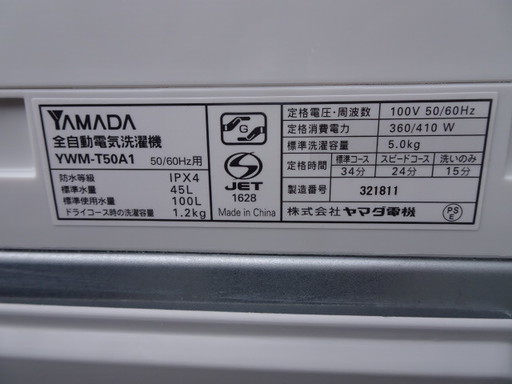 YAMADA
全自動電気洗濯機
YWM-T50A1 50/60Hz用
防水等級 IPX4
標準水量 45L
標準使用水量 100L
ドライコース時の洗濯容量 1.2kg
G
S
JET
1628
Made in China
定格電圧・周波数 100V 50/60Hz
定格消費電力 360/410 W
標準洗濯容量 5.0kg
定格時間 標準コース スピードコース 洗いのみ
34分 24分 15分
製造番号 321811
株式会社 ヤマダ電機
PS
E